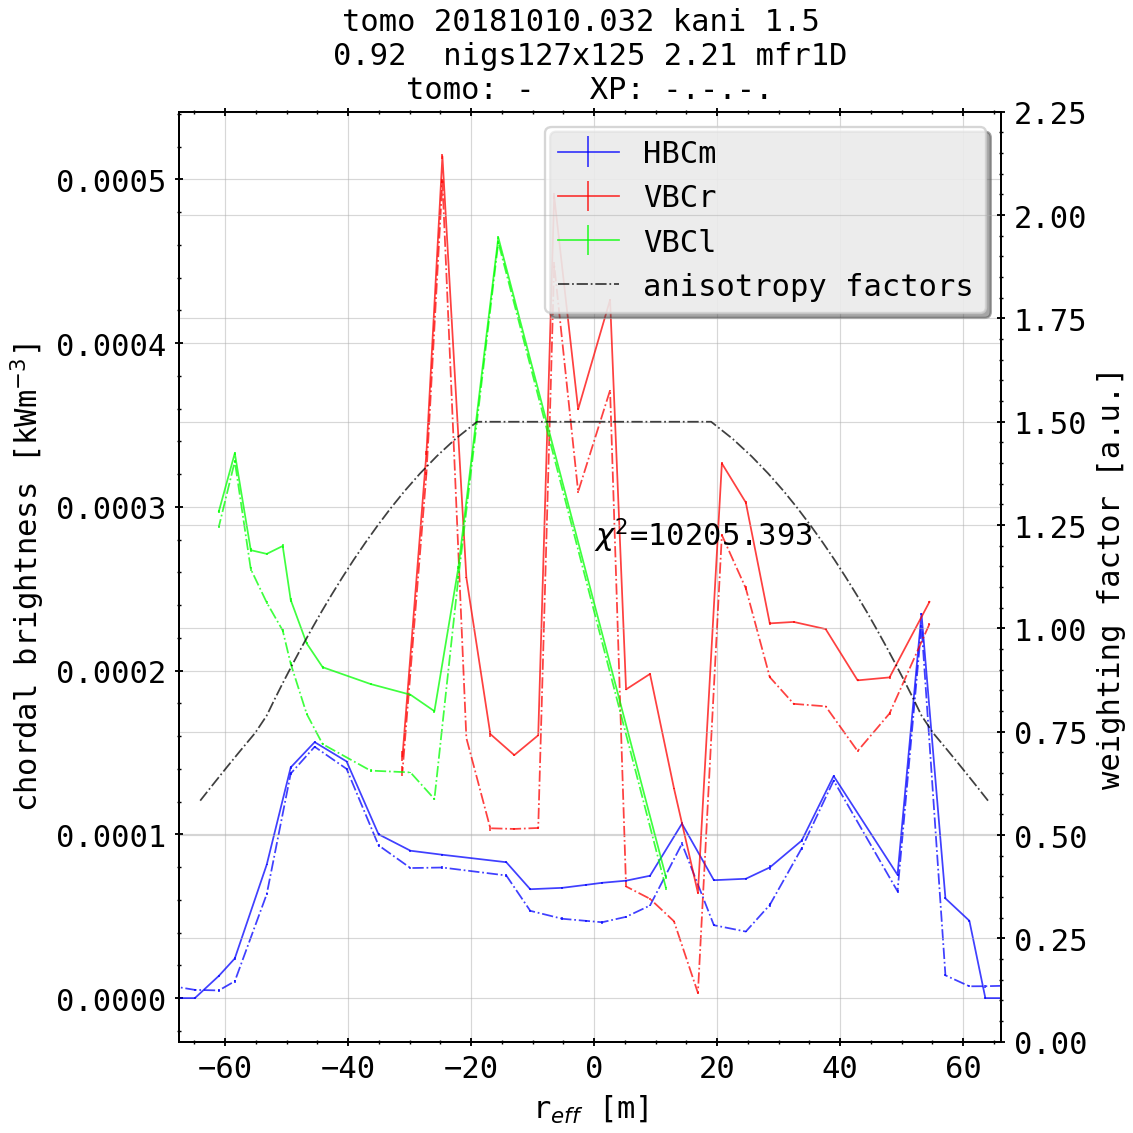 tomo 20181010.032 kani 1.5
0.92  nigs127x125 2.21 mfr1D
tomo: -   XP: -.-.-.
HBCm
VBCr
VBCl
anisotropy factors
χ²=10205.393
chordal brightness [kWm⁻³]
0.0005
0.0004
0.0003
0.0002
0.0001
0.0000
2.25
2.00
1.75
1.50
1.25
1.00
0.75
0.50
0.25
0.00
weighting factor [a.u.]
−60 −40 −20 0 20 40 60
r_eff [m]